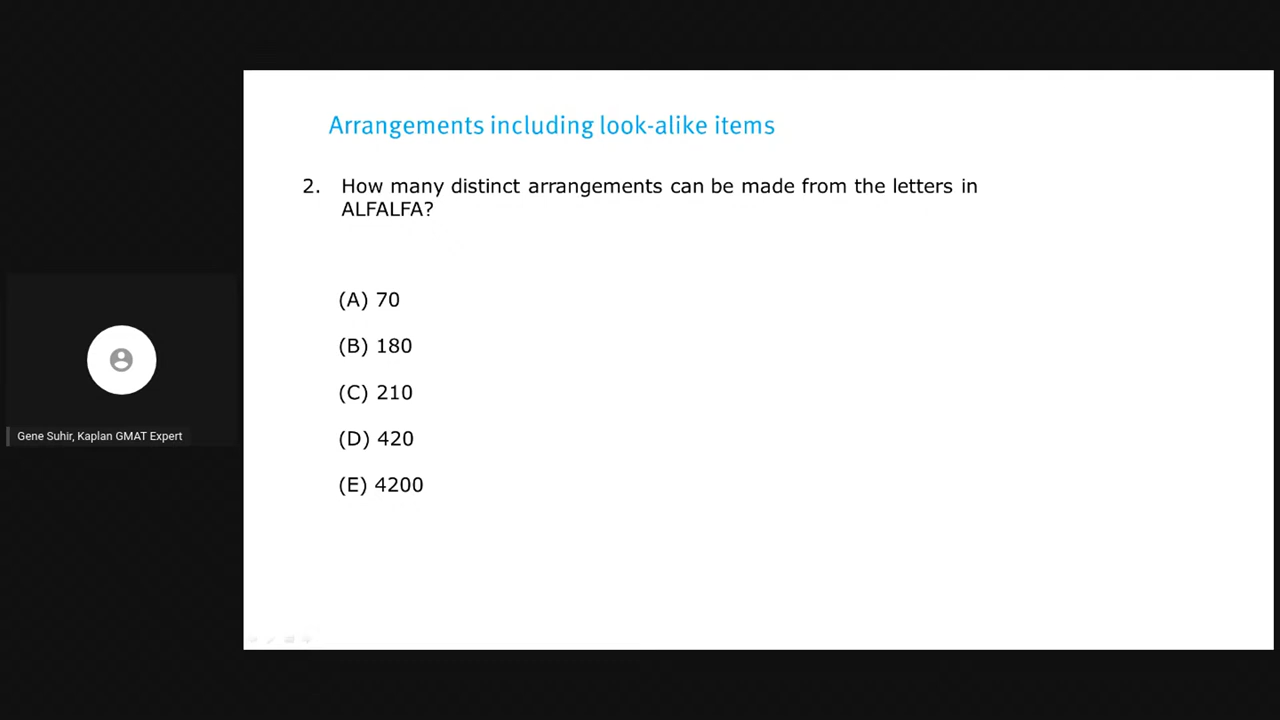 Arrangements including look-alike items
2. How many distinct arrangements can be made from the letters in
ALFALFA?
(A) 70
(B) 180
(C) 210
(D) 420
(E) 4200
Gene Suhir, Kaplan GMAT Expert